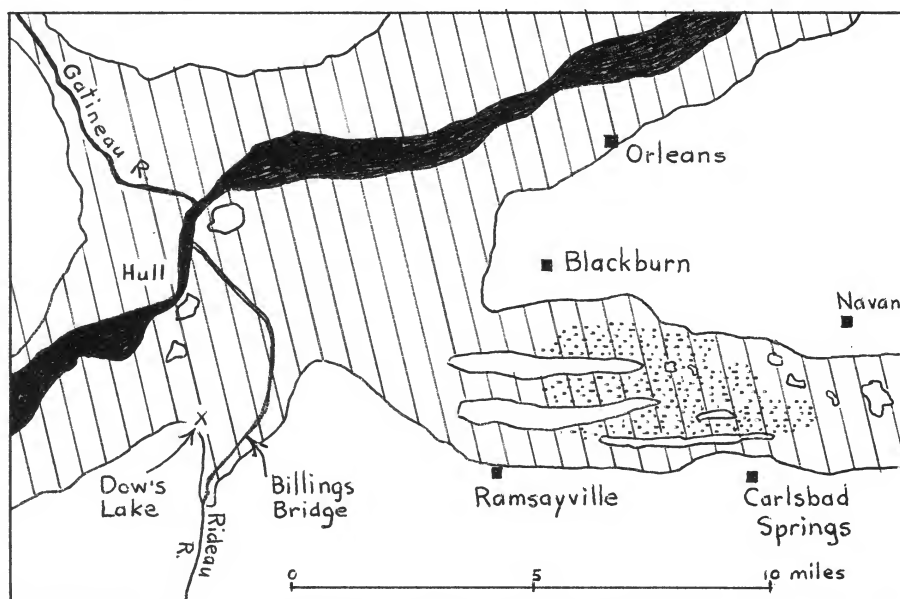 Gatineau R.
Orleans
Blackburn
Hull
Navan
x
Dow's
Lake
Billings
Bridge
Rideau
R.
Ramsayville
Carlsbad
Springs
0 5 10 miles